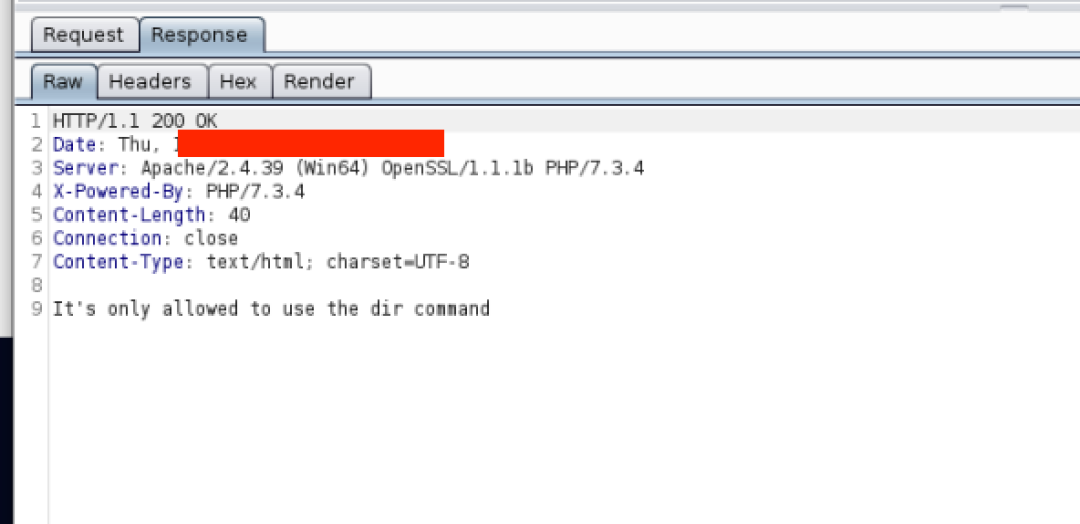 Request Response
Raw Headers Hex Render
1 HTTP/1.1 200 OK
2 Date: Thu,
3 Server: Apache/2.4.39 (Win64) OpenSSL/1.1.1b PHP/7.3.4
4 X-Powered-By: PHP/7.3.4
5 Content-Length: 40
6 Connection: close
7 Content-Type: text/html; charset=UTF-8
8
9 It's only allowed to use the dir command